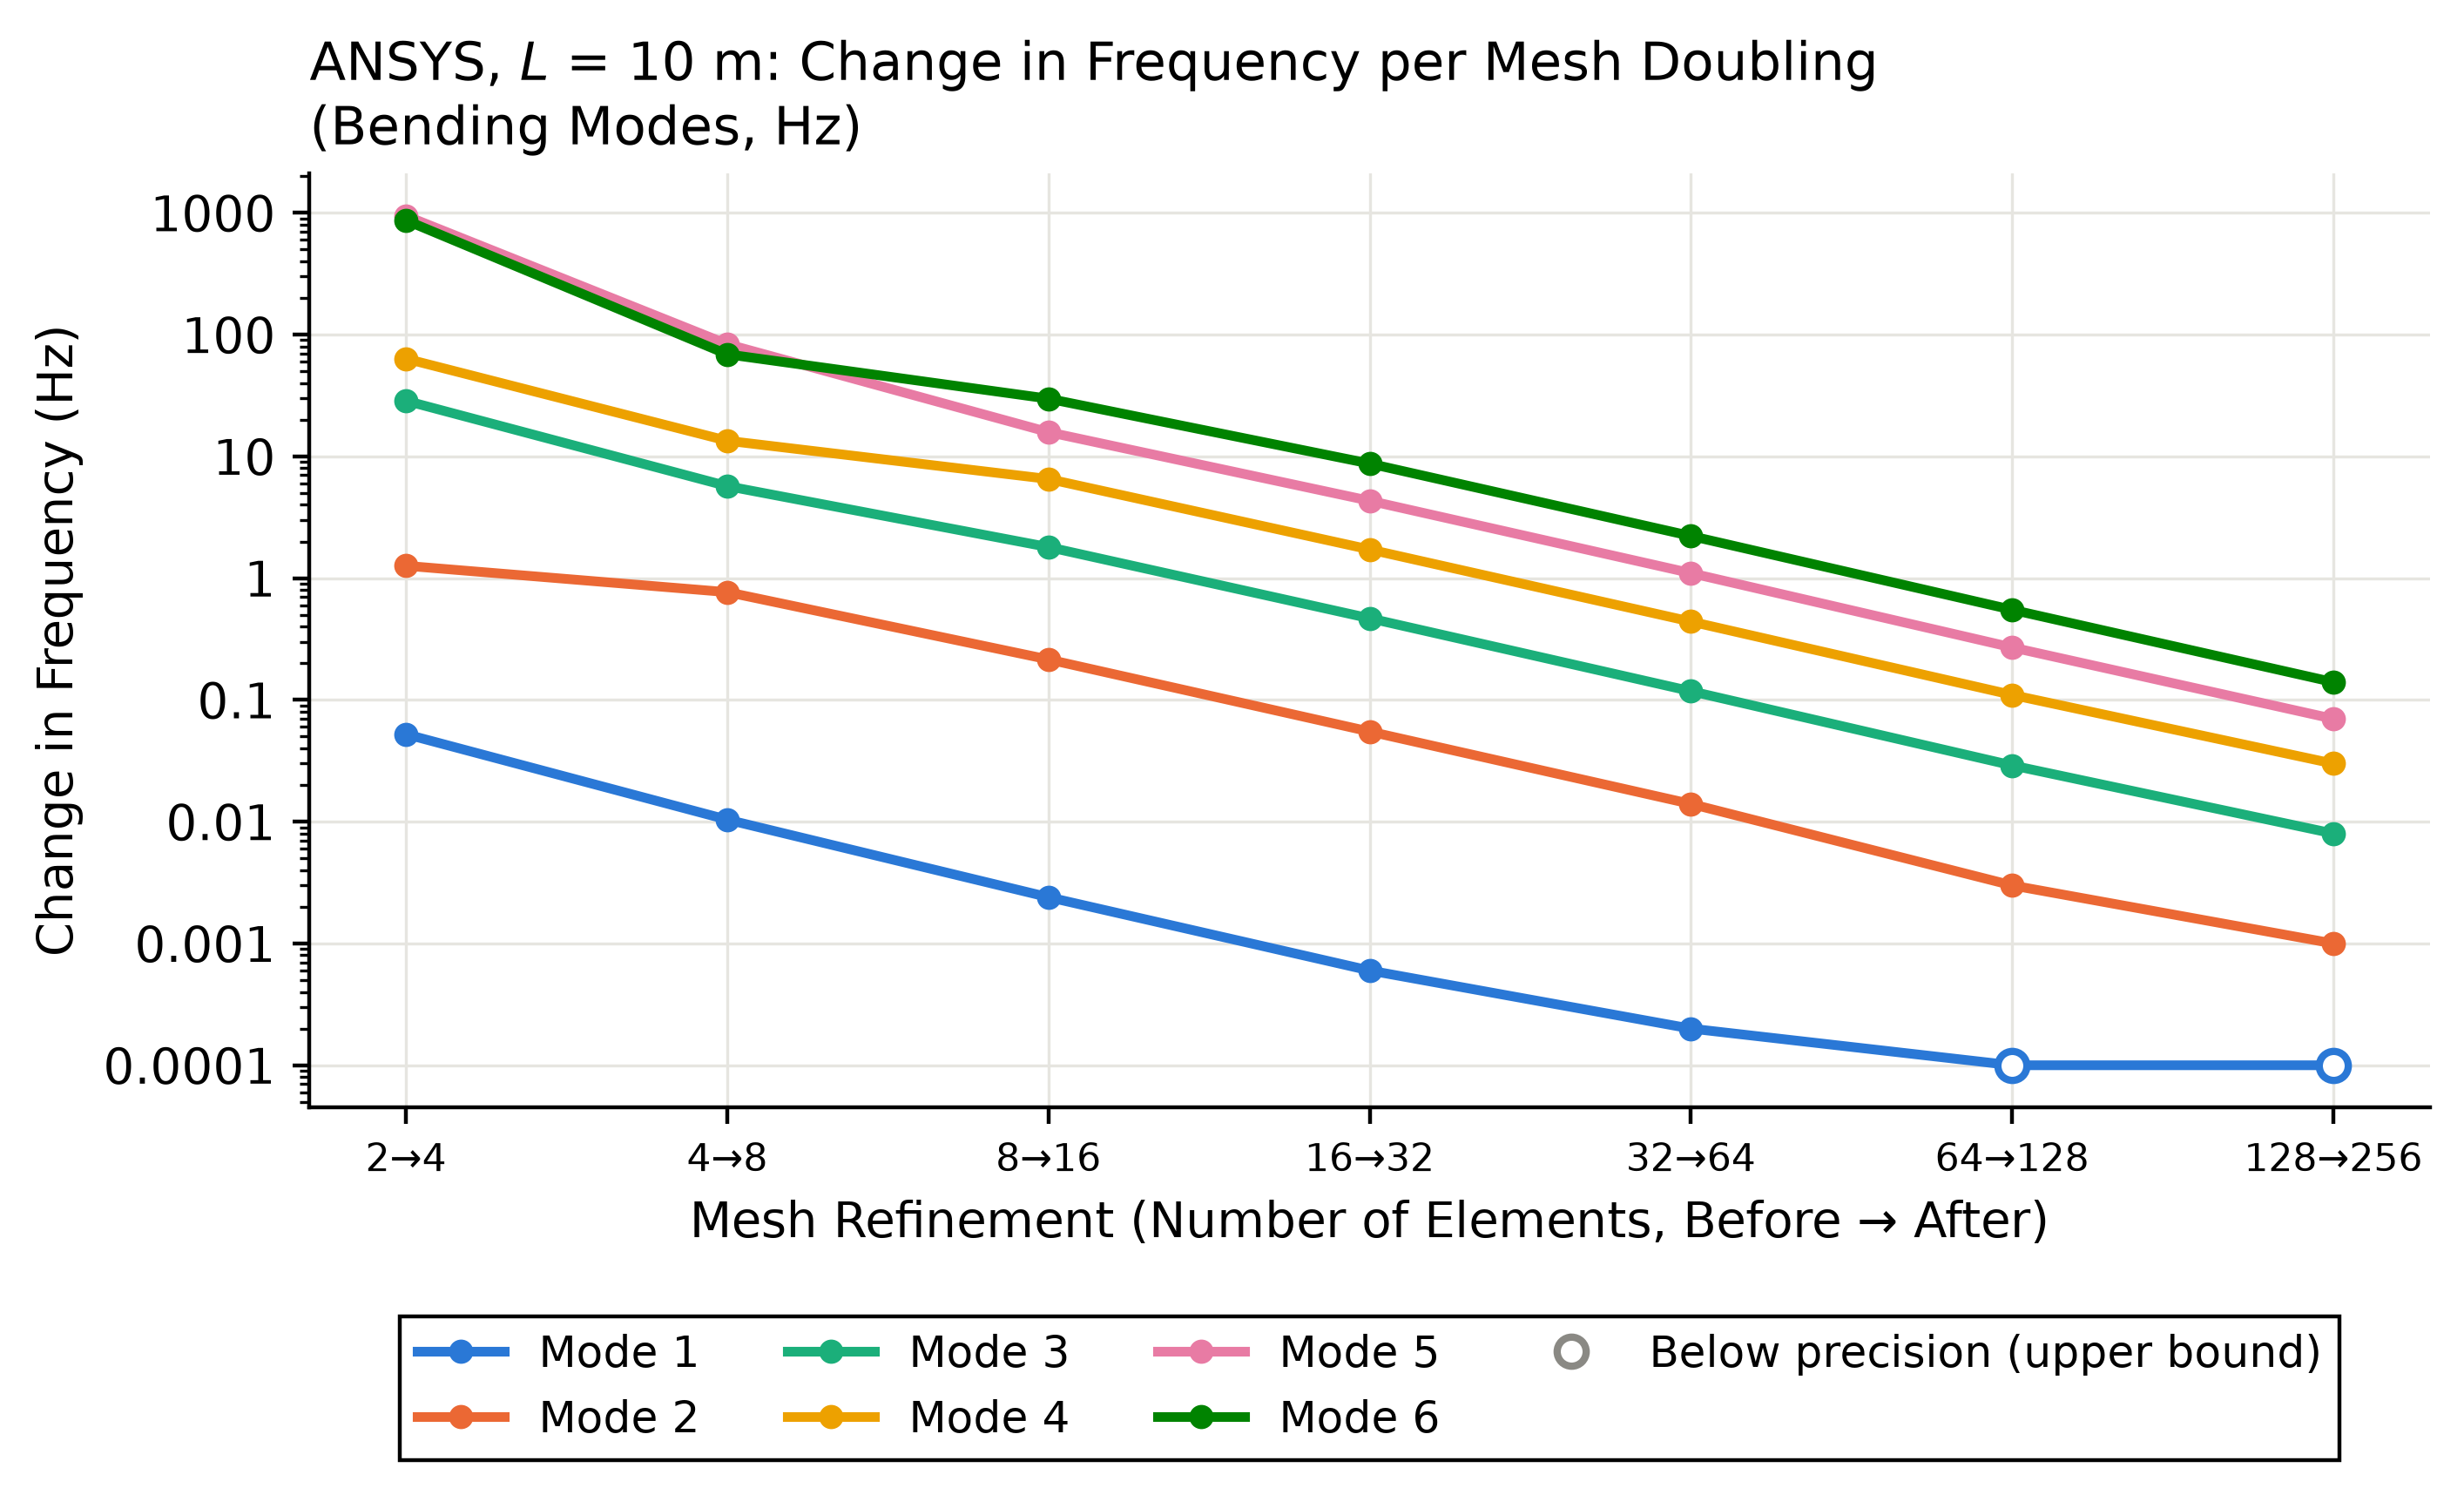 ANSYS, L = 10 m: Change in Frequency per Mesh Doubling
(Bending Modes, Hz)
Change in Frequency (Hz)
1000
100
10
1
0.1
0.01
0.001
0.0001
2→4
4→8
8→16
16→32
32→64
64→128
128→256
Mesh Refinement (Number of Elements, Before → After)
Mode 1
Mode 2
Mode 3
Mode 4
Mode 5
Mode 6
Below precision (upper bound)